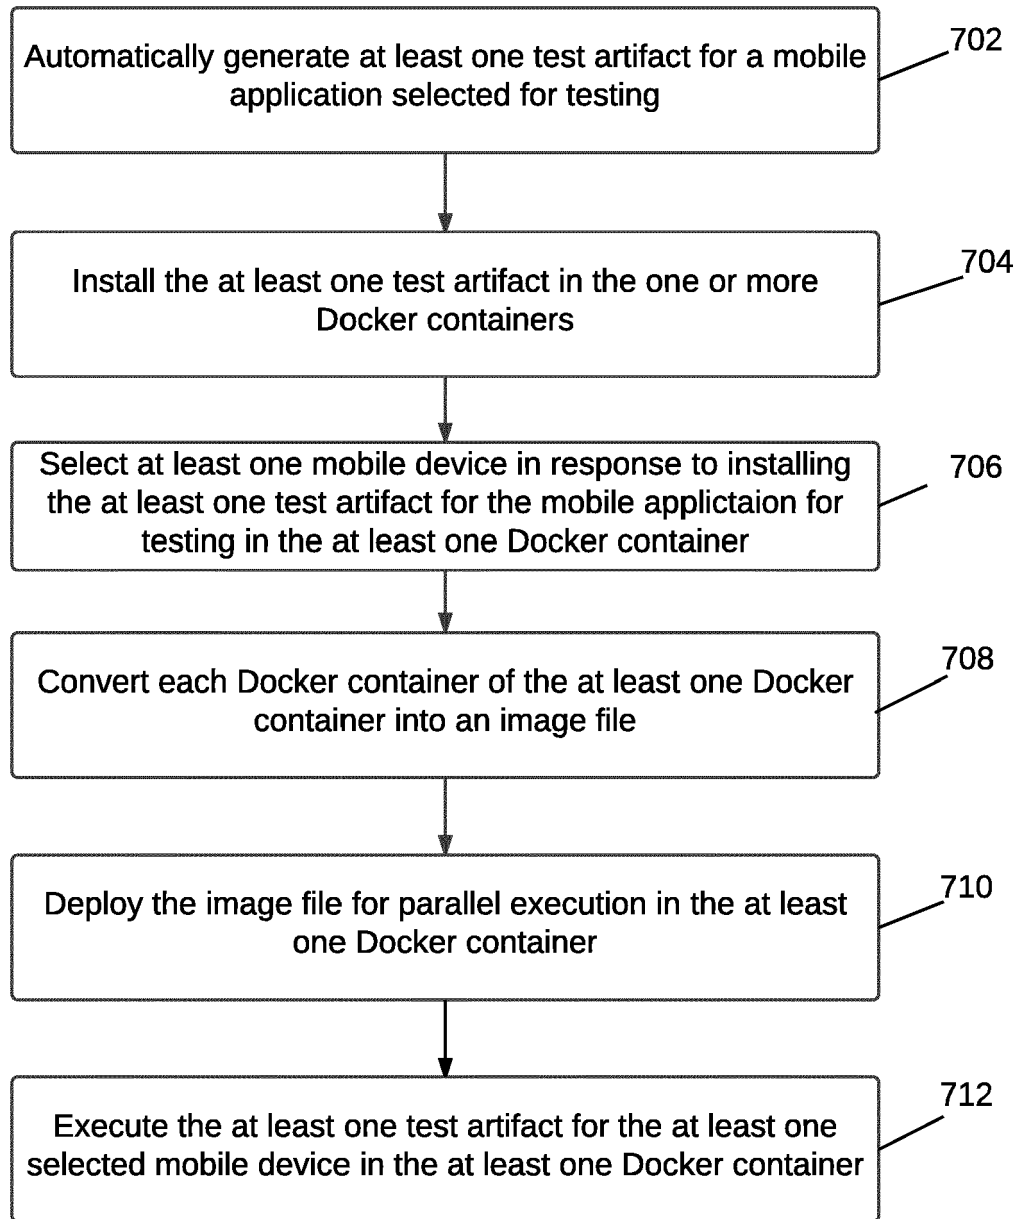 Automatically generate at least one test artifact for a mobile
application selected for testing
702
Install the at least one test artifact in the one or more
Docker containers
704
Select at least one mobile device in response to installing
the at least one test artifact for the mobile applictaion for
testing in the at least one Docker container
706
Convert each Docker container of the at least one Docker
container into an image file
708
Deploy the image file for parallel execution in the at least
one Docker container
710
Execute the at least one test artifact for the at least one
selected mobile device in the at least one Docker container
712